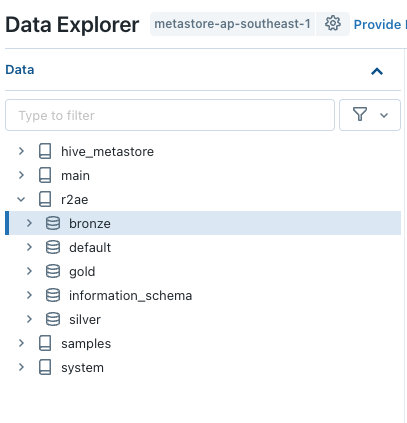 Data Explorer metastore-ap-southeast-1 Provide
Data
Type to filter
hive_metastore
main
r2ae
bronze
default
gold
information_schema
silver
samples
system